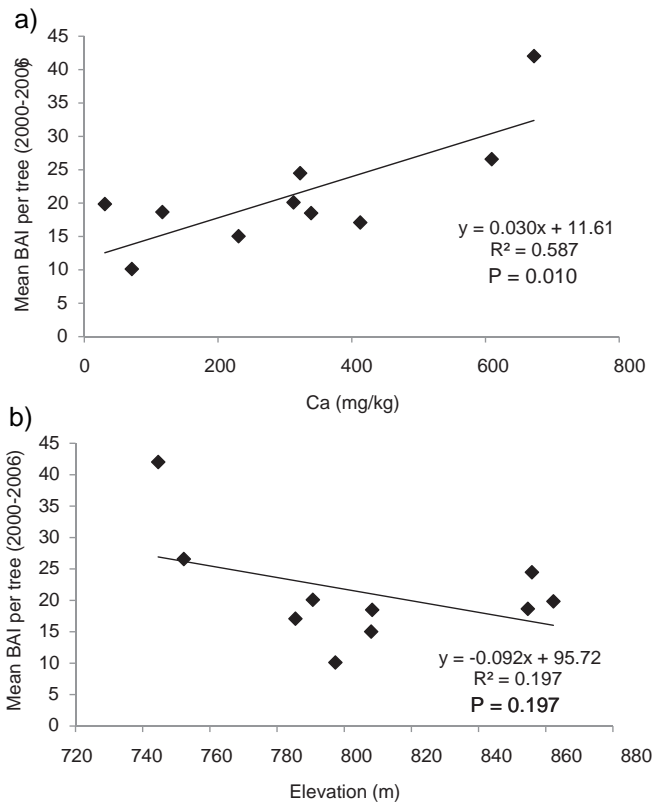 a)
45
40
35
30
25
20
15
10
5
0
Mean BAI per tree (2000-2006
y = 0.030x + 11.61
R² = 0.587
P = 0.010
0 200 400 600 800
Ca (mg/kg)
b)
45
40
35
30
25
20
15
10
5
0
Mean BAI per tree (2000-2006)
y = -0.092x + 95.72
R² = 0.197
P = 0.197
720 740 760 780 800 820 840 860 880
Elevation (m)